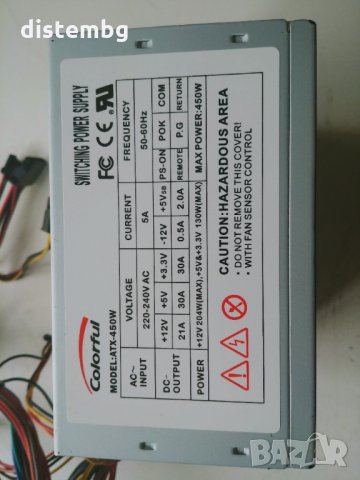 distembg
SWITCHING POWER SUPPLY
FC CE UR
Colorful
MODEL:ATX-450W
AC~ INPUT VOLTAGE CURRENT FREQUENCY
220-240V AC 5A 50-60Hz
DC⎓ OUTPUT +12V +5V +3.3V -12V +5VSB PS-ON POK COM
21A 30A 30A 0.5A 2.0A REMOTE P.G RETURN
POWER +12V 204W(MAX),+5V&+3.3V 130W(MAX) MAX POWER:450W
CAUTION:HAZARDOUS AREA
• DO NOT REMOVE THIS COVER!
• WITH FAN SENSOR CONTROL
BAZAR
bg